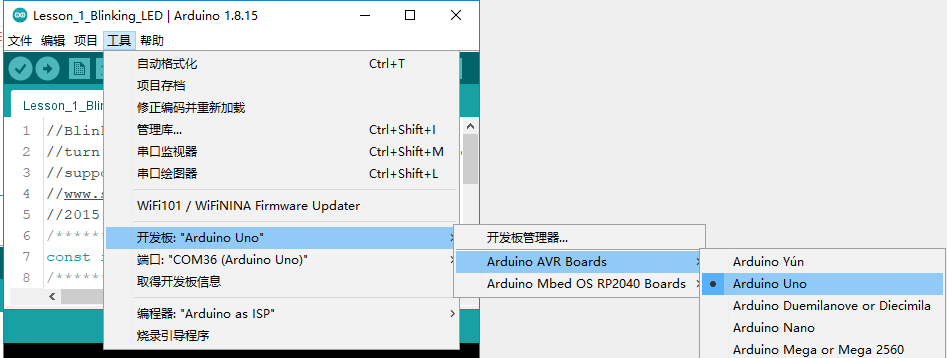 Lesson_1_Blinking_LED | Arduino 1.8.15
文件 编辑 项目 工具 帮助
Lesson_1_Bli
1 //Blin
2 //turn
3 //supp
4 //www.s
5 //2015
6 /******
7 const
8 /******
自动格式化 Ctrl+T
项目存档
修正编码并重新加载
管理库... Ctrl+Shift+I
串口监视器 Ctrl+Shift+M
串口绘图器 Ctrl+Shift+L
WiFi101 / WiFiNINA Firmware Updater
开发板: "Arduino Uno"
端口: "COM36 (Arduino Uno)"
取得开发板信息
编程器: "Arduino as ISP"
烧录引导程序
开发板管理器...
Arduino AVR Boards
Arduino Mbed OS RP2040 Boards
Arduino Yún
Arduino Uno
Arduino Duemilanove or Diecimila
Arduino Nano
Arduino Mega or Mega 2560